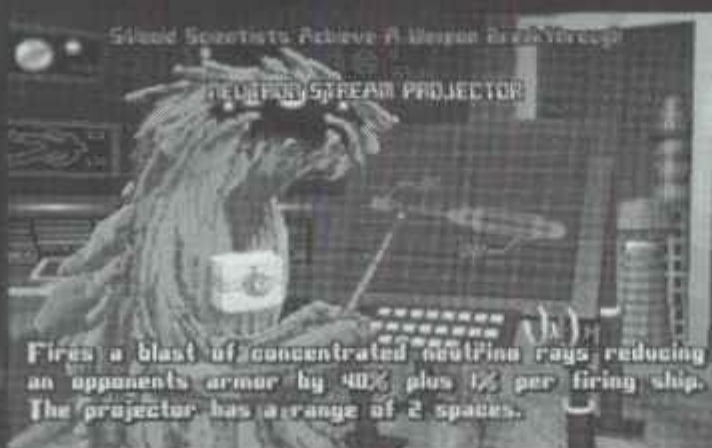 Scientists Achieve A Weapon Breakthrough
NEUTRON STREAM PROJECTOR
Fires a blast of concentrated neutrino rays reducing
an opponents armor by 40% plus 1% per firing ship.
The projector has a range of 2 spaces.